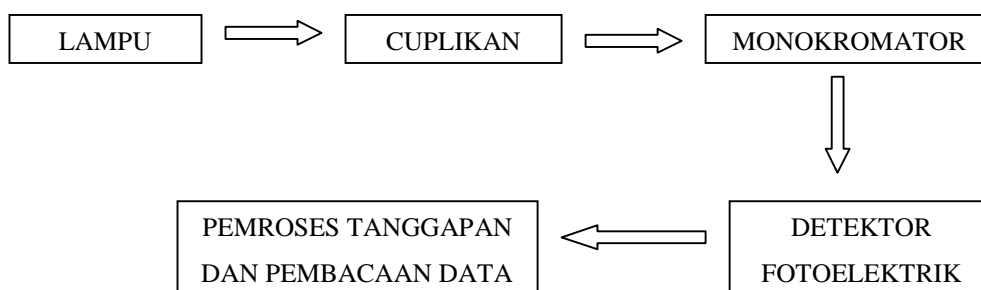 LAMPU
CUPLIKAN
MONOKROMATOR
DETEKTOR
FOTOELEKTRIK
PEMROSES TANGGAPAN
DAN PEMBACAAN DATA